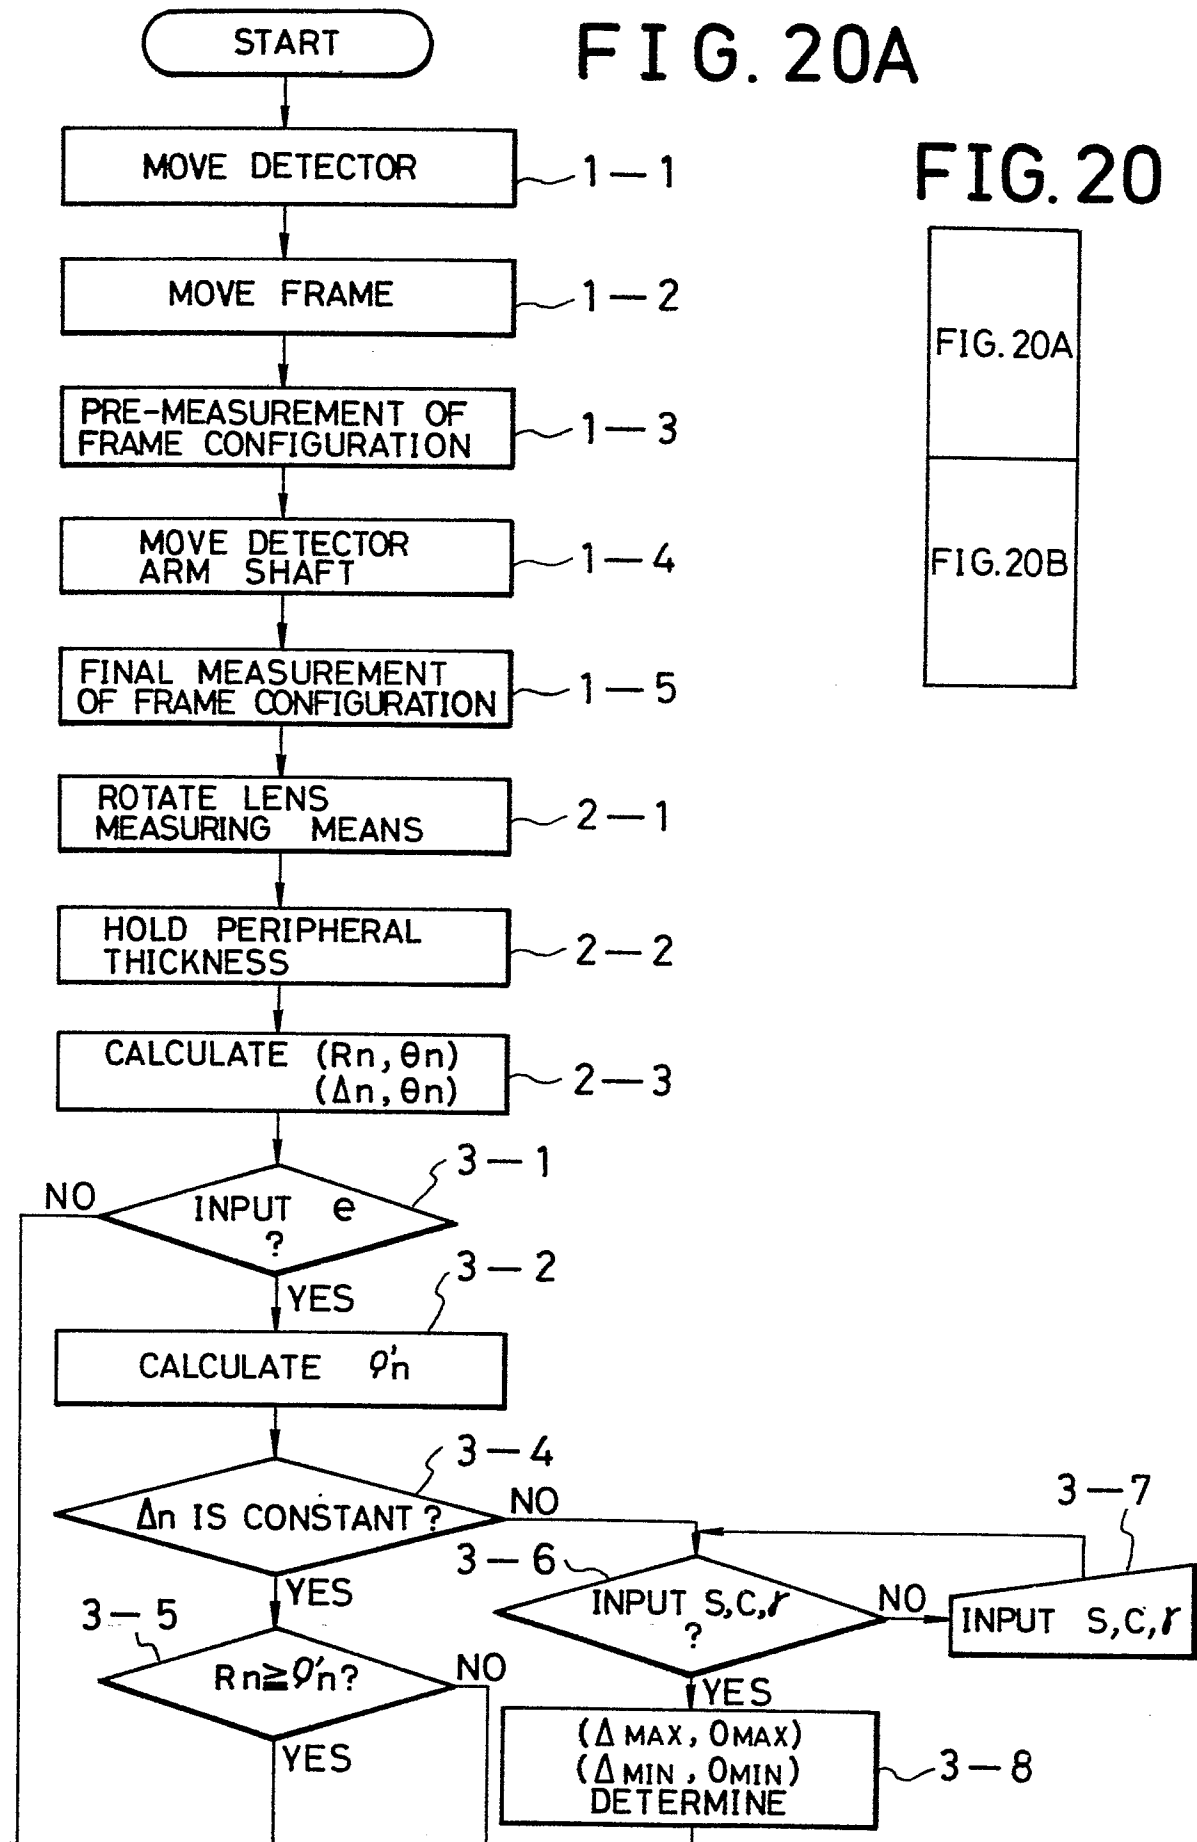 START
FIG. 20A
MOVE DETECTOR
1-1
FIG. 20
MOVE FRAME
1-2
FIG. 20A
PRE-MEASUREMENT OF
FRAME CONFIGURATION
1-3
MOVE DETECTOR
ARM SHAFT
1-4
FIG. 20B
FINAL MEASUREMENT
OF FRAME CONFIGURATION
1-5
ROTATE LENS
MEASURING MEANS
2-1
HOLD PERIPHERAL
THICKNESS
2-2
CALCULATE (Rn, θn)
(Δn, θn)
2-3
3-1
NO
INPUT e
?
3-2
YES
CALCULATE ρ'n
3-4
Δn IS CONSTANT?
NO
3-7
3-6
YES
INPUT S, C, γ
?
NO
INPUT S, C, γ
3-5
Rn≧ρ'n?
NO
YES
YES
(Δ MAX, OMAX)
(Δ MIN, OMIN)
DETERMINE
3-8